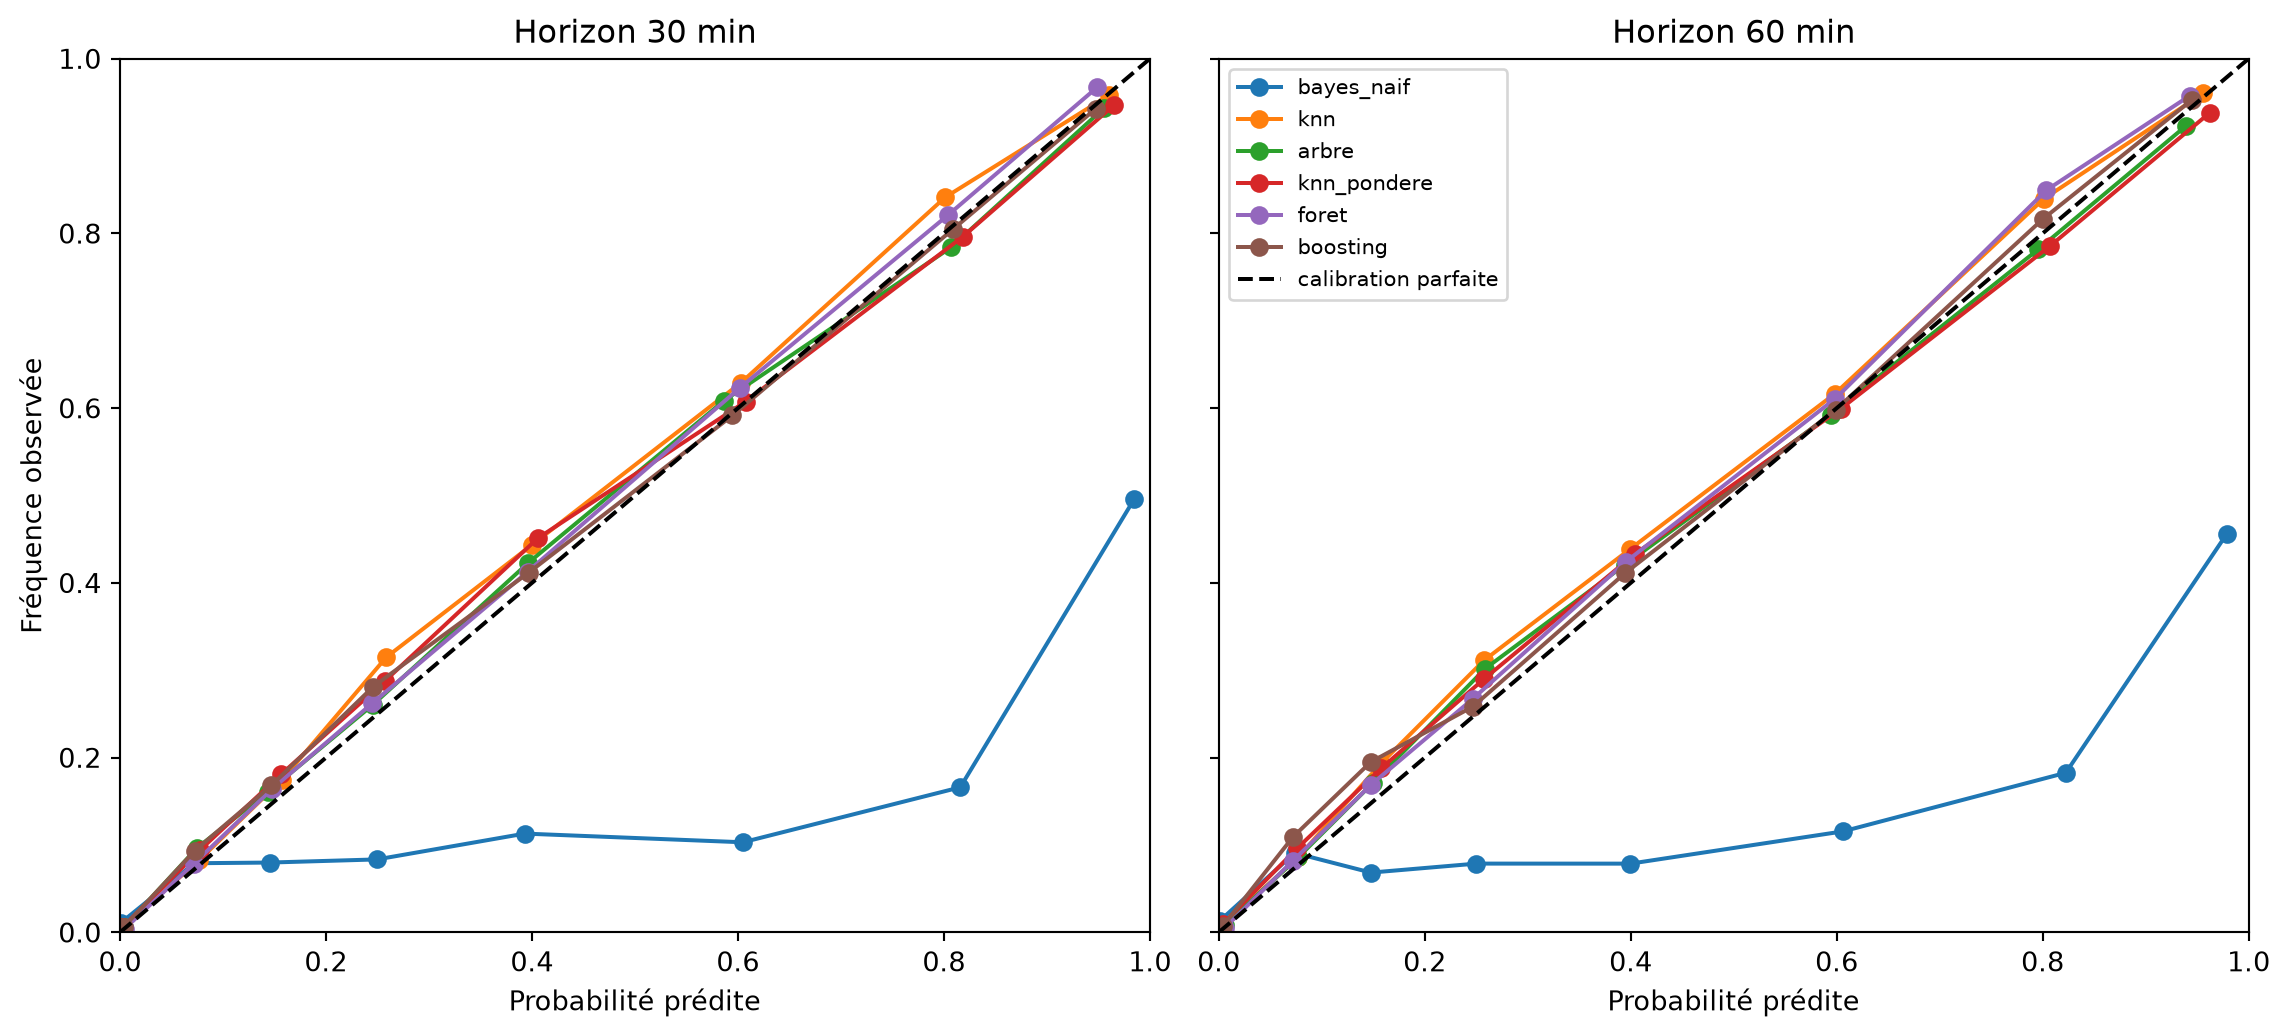 Horizon 30 min
Horizon 60 min
1.0
0.8
0.6
0.4
0.2
0.0
Fréquence observée
bayes_naif
knn
arbre
knn_pondere
foret
boosting
calibration parfaite
0.0 0.2 0.4 0.6 0.8 1.0
0.0 0.2 0.4 0.6 0.8 1.0
Probabilité prédite
Probabilité prédite